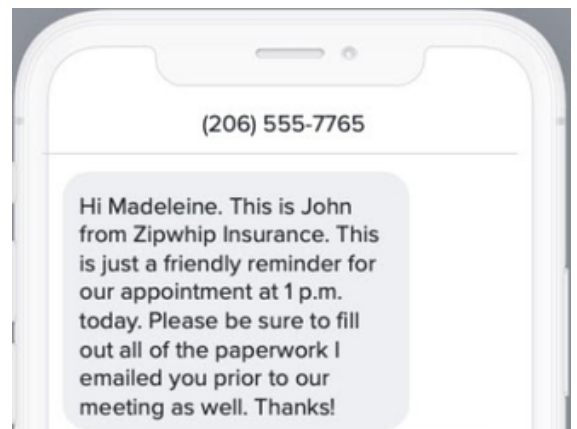 (206) 555-7765
Hi Madeleine. This is John
from Zipwhip Insurance. This
is just a friendly reminder for
our appointment at 1 p.m.
today. Please be sure to fill
out all of the paperwork I
emailed you prior to our
meeting as well. Thanks!